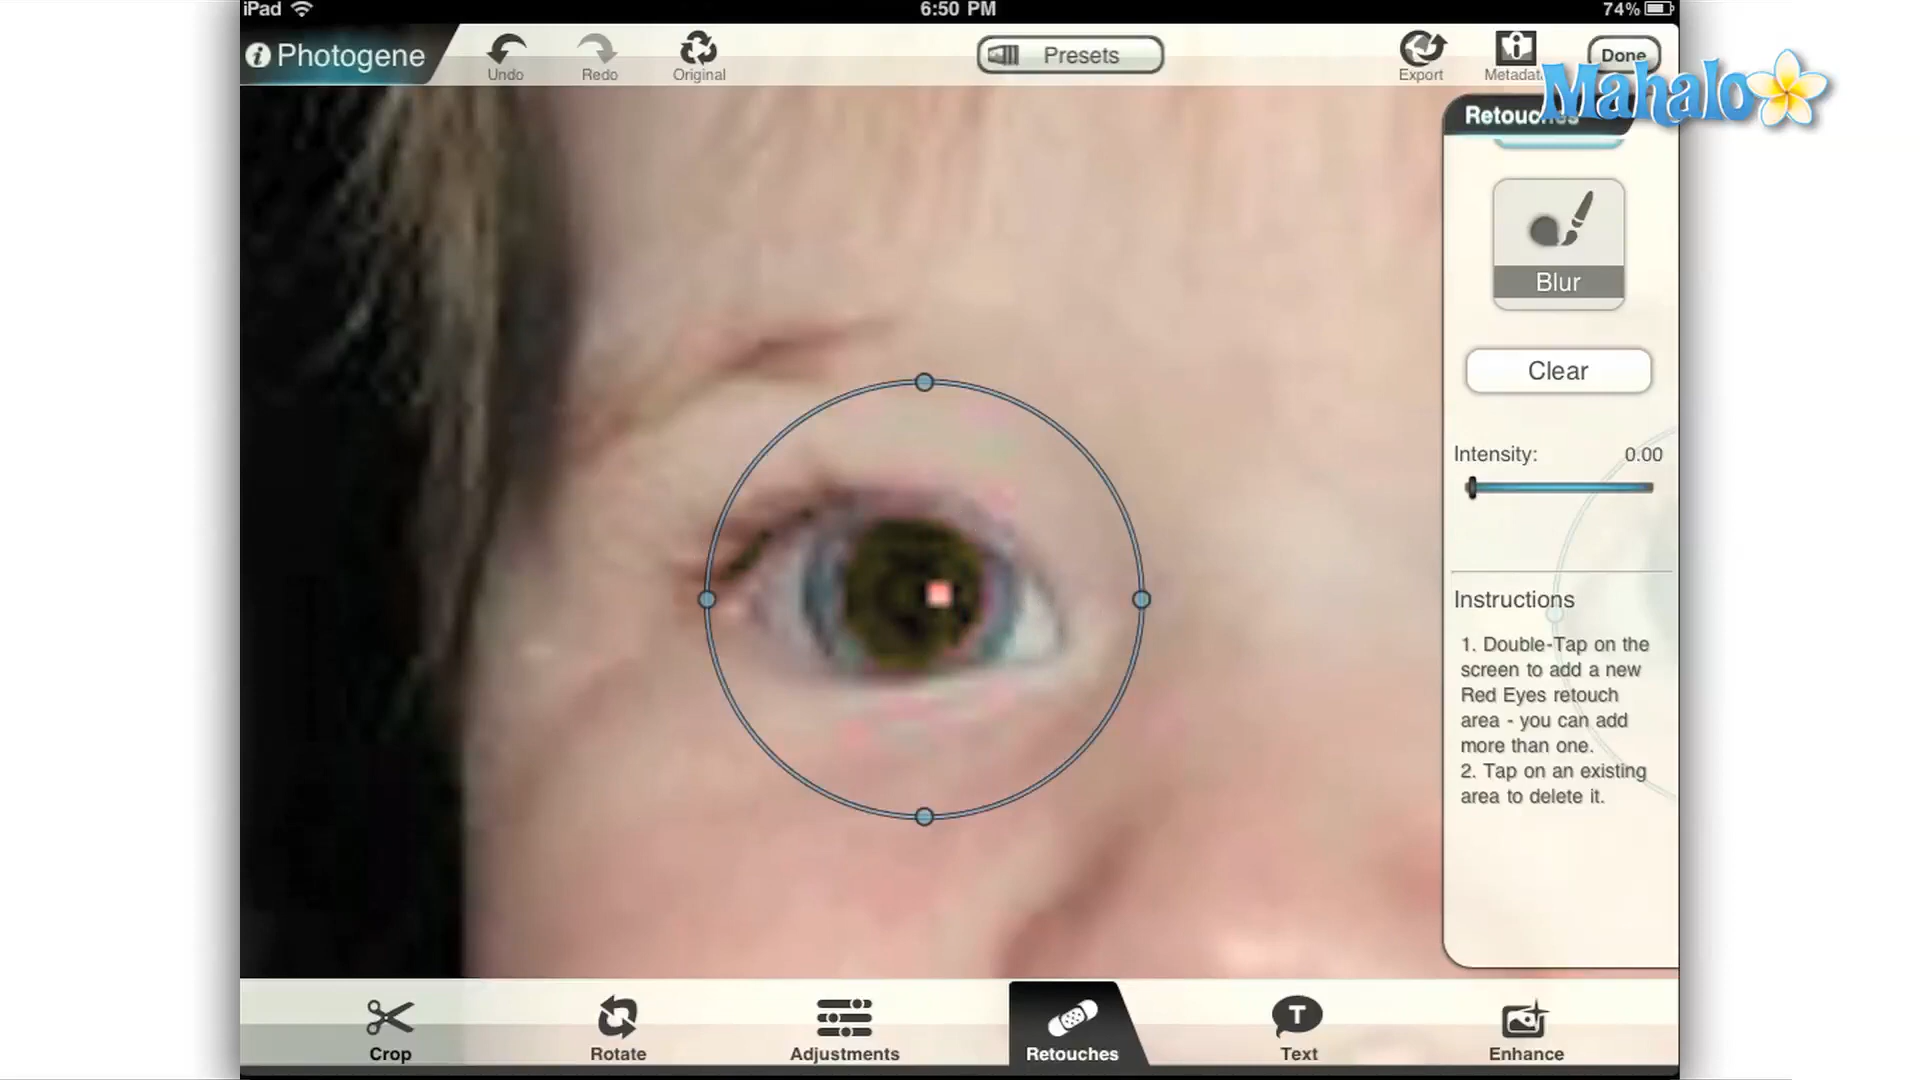 iPad
6:50 PM
74%
Photogene
Undo
Redo
Original
Presets
Export
Metadata
Done
Mahalo
Retouches
Blur
Clear
Intensity: 0.00
Instructions
1. Double-Tap on the
screen to add a new
Red Eyes retouch
area - you can add
more than one.
2. Tap on an existing
area to delete it.
Crop
Rotate
Adjustments
Retouches
T
Text
Enhance